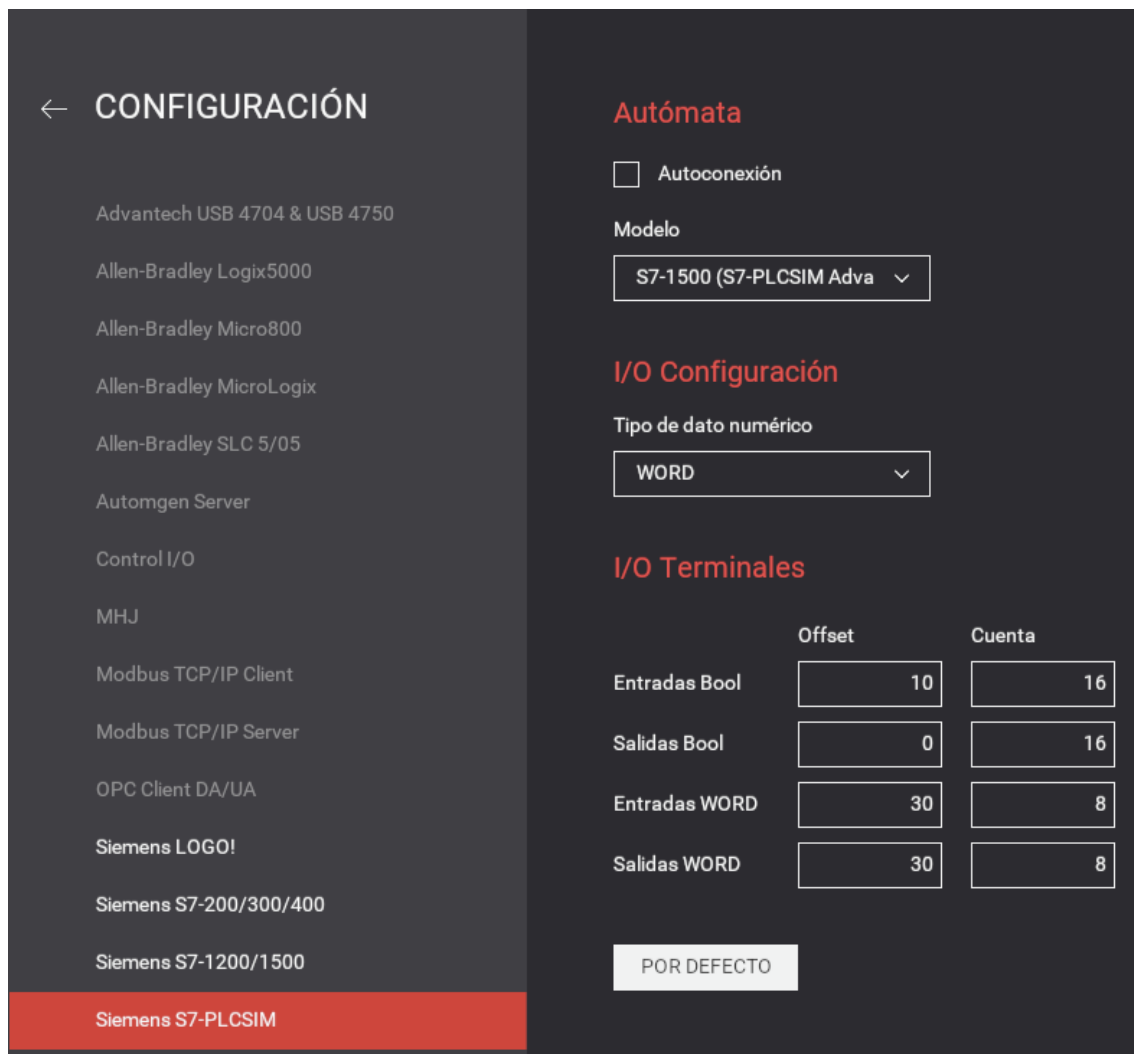 CONFIGURACIÓN
Advantech USB 4704 & USB 4750
Allen-Bradley Logix5000
Allen-Bradley Micro800
Allen-Bradley MicroLogix
Allen-Bradley SLC 5/05
Automgen Server
Control I/O
MHJ
Modbus TCP/IP Client
Modbus TCP/IP Server
OPC Client DA/UA
Siemens LOGO!
Siemens S7-200/300/400
Siemens S7-1200/1500
Siemens S7-PLCSIM
Autómata
Autoconexión
Modelo
S7-1500 (S7-PLCSIM Adva
I/O Configuración
Tipo de dato numérico
WORD
I/O Terminales
Offset Cuenta
Entradas Bool 10 16
Salidas Bool 0 16
Entradas WORD 30 8
Salidas WORD 30 8
POR DEFECTO